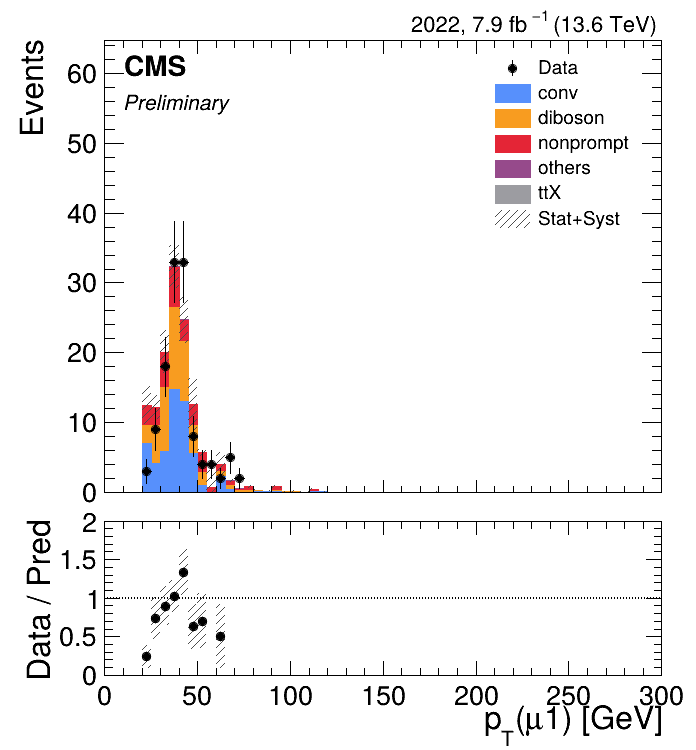 2022, 7.9 fb⁻¹ (13.6 TeV)
CMS
Preliminary
Data
conv
diboson
nonprompt
others
ttX
Stat+Syst
Events
60
50
40
30
20
10
0
Data / Pred
2
1.5
1
0.5
0
0 50 100 150 200 250 300
p_T(μ1) [GeV]